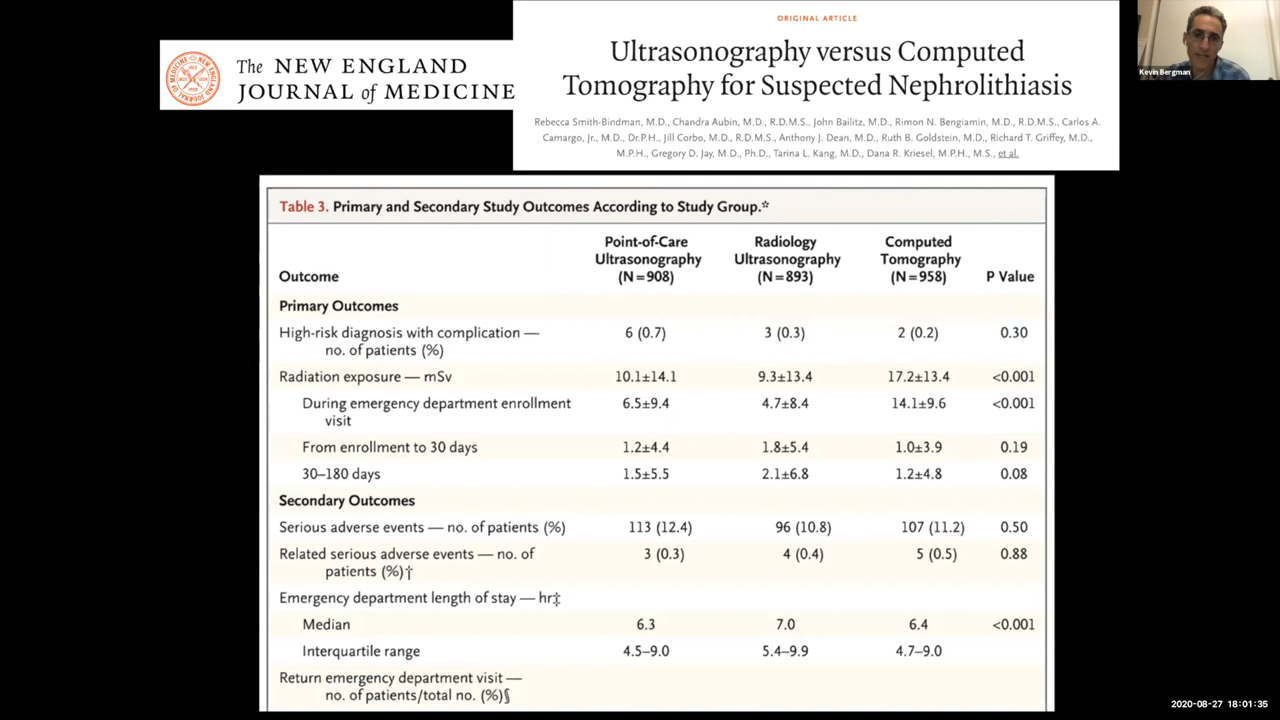 ORIGINAL ARTICLE
Ultrasonography versus Computed
Tomography for Suspected Nephrolithiasis
The NEW ENGLAND
JOURNAL of MEDICINE
Rebecca Smith-Bindman, M.D., Chandra Aubin, M.D., R.D.M.S., John Bailitz, M.D., Rimon N. Bengiamin, M.D., R.D.M.S., Carlos A.
Camargo, Jr., M.D., Dr.P.H., Jill Corbo, M.D., R.D.M.S., Anthony J. Dean, M.D., Ruth B. Goldstein, M.D., Richard T. Griffey, M.D.,
M.P.H., Gregory D. Jay, M.D., Ph.D., Tarina L. Kang, M.D., Dana R. Kriesel, M.P.H., M.S., et al.
Kevin Bergman
Table 3. Primary and Secondary Study Outcomes According to Study Group.*
Outcome Point-of-Care Ultrasonography (N=908) Radiology Ultrasonography (N=893) Computed Tomography (N=958) P Value
Primary Outcomes
High-risk diagnosis with complication — 6 (0.7) 3 (0.3) 2 (0.2) 0.30
no. of patients (%)
Radiation exposure — mSv 10.1±14.1 9.3±13.4 17.2±13.4 <0.001
During emergency department enrollment 6.5±9.4 4.7±8.4 14.1±9.6 <0.001
visit
From enrollment to 30 days 1.2±4.4 1.8±5.4 1.0±3.9 0.19
30–180 days 1.5±5.5 2.1±6.8 1.2±4.8 0.08
Secondary Outcomes
Serious adverse events — no. of patients (%) 113 (12.4) 96 (10.8) 107 (11.2) 0.50
Related serious adverse events — no. of 3 (0.3) 4 (0.4) 5 (0.5) 0.88
patients (%)†
Emergency department length of stay — hr‡
Median 6.3 7.0 6.4 <0.001
Interquartile range 4.5–9.0 5.4–9.9 4.7–9.0
Return emergency department visit —
no. of patients/total no. (%)§
2020-08-27 18:01:35